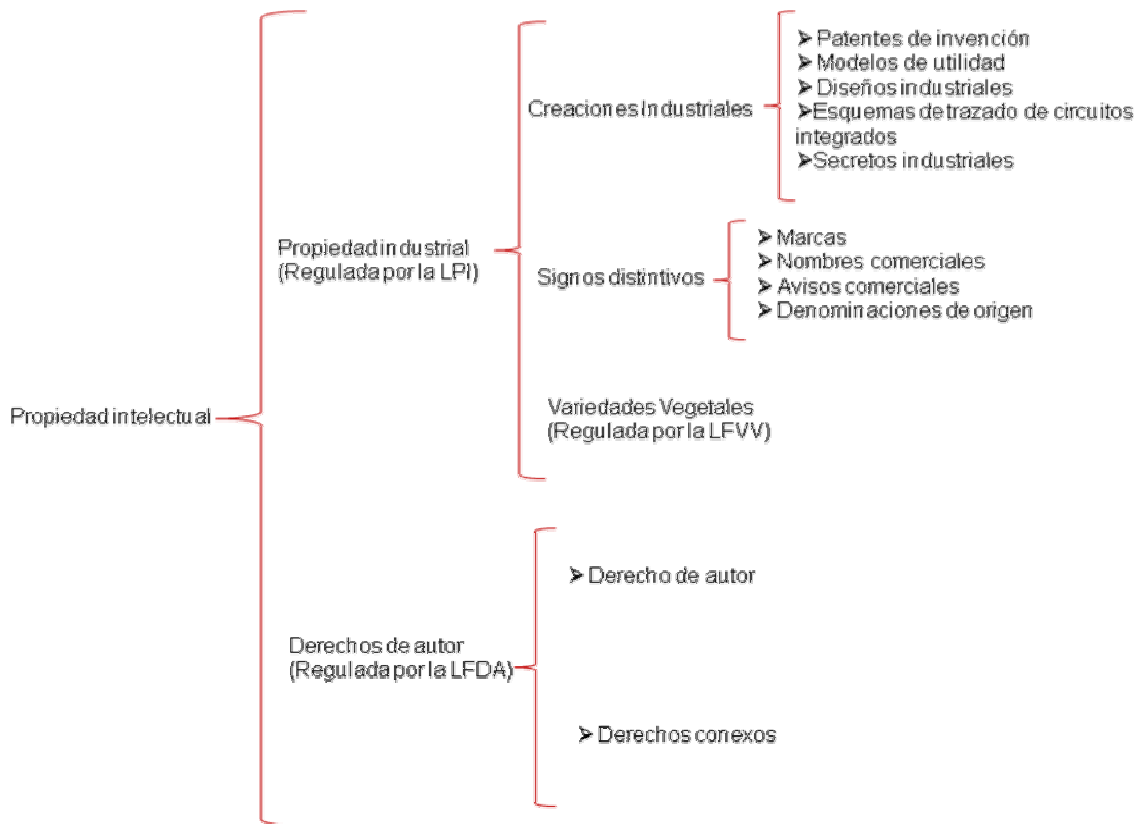 Propiedad intelectual
Propiedad industrial
(Regulada por la LPI)
Creaciones Industriales
➤ Patentes de invención
➤ Modelos de utilidad
➤ Diseños industriales
➤ Esquemas de trazado de circuitos
integrados
➤ Secretos industriales
Signos distintivos
➤ Marcas
➤ Nombres comerciales
➤ Avisos comerciales
➤ Denominaciones de origen
Variedades Vegetales
(Regulada por la LFVV)
Derechos de autor
(Regulada por la LFDA)
➤ Derecho de autor
➤ Derechos conexos